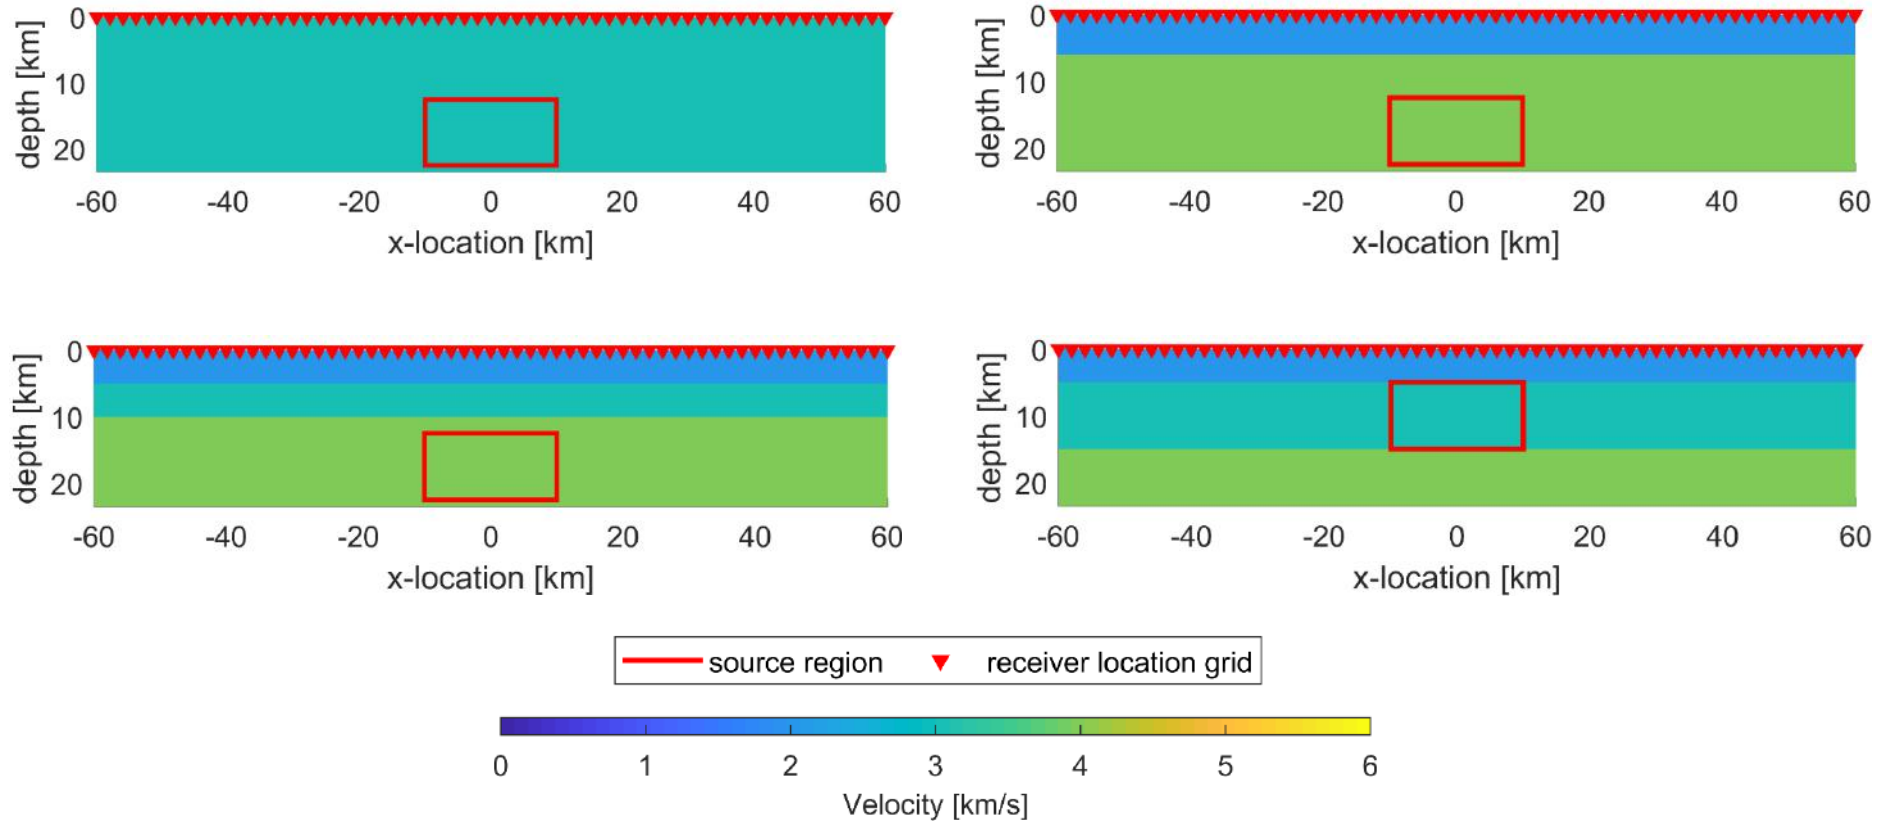 0
10
20
depth [km]
-60 -40 -20 0 20 40 60
x-location [km]
0
10
20
depth [km]
-60 -40 -20 0 20 40 60
x-location [km]
0
10
20
depth [km]
-60 -40 -20 0 20 40 60
x-location [km]
0
10
20
depth [km]
-60 -40 -20 0 20 40 60
x-location [km]
source region receiver location grid
0 1 2 3 4 5 6
Velocity [km/s]